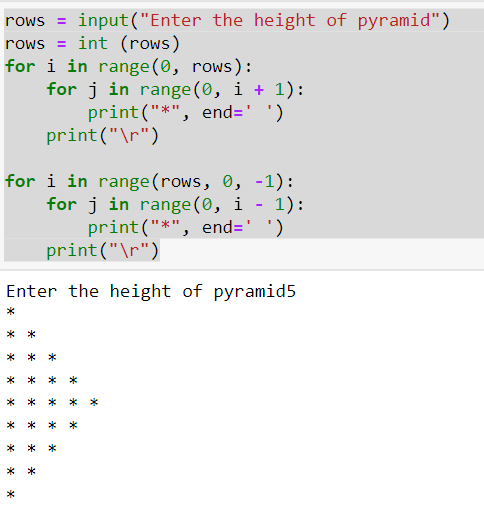 rows = input("Enter the height of pyramid")
rows = int (rows)
for i in range(0, rows):
    for j in range(0, i + 1):
        print("*", end=' ')
    print("\r")

for i in range(rows, 0, -1):
    for j in range(0, i - 1):
        print("*", end=' ')
    print("\r")
Enter the height of pyramid5
*
* *
* * *
* * * *
* * * * *
* * * *
* * *
* *
*